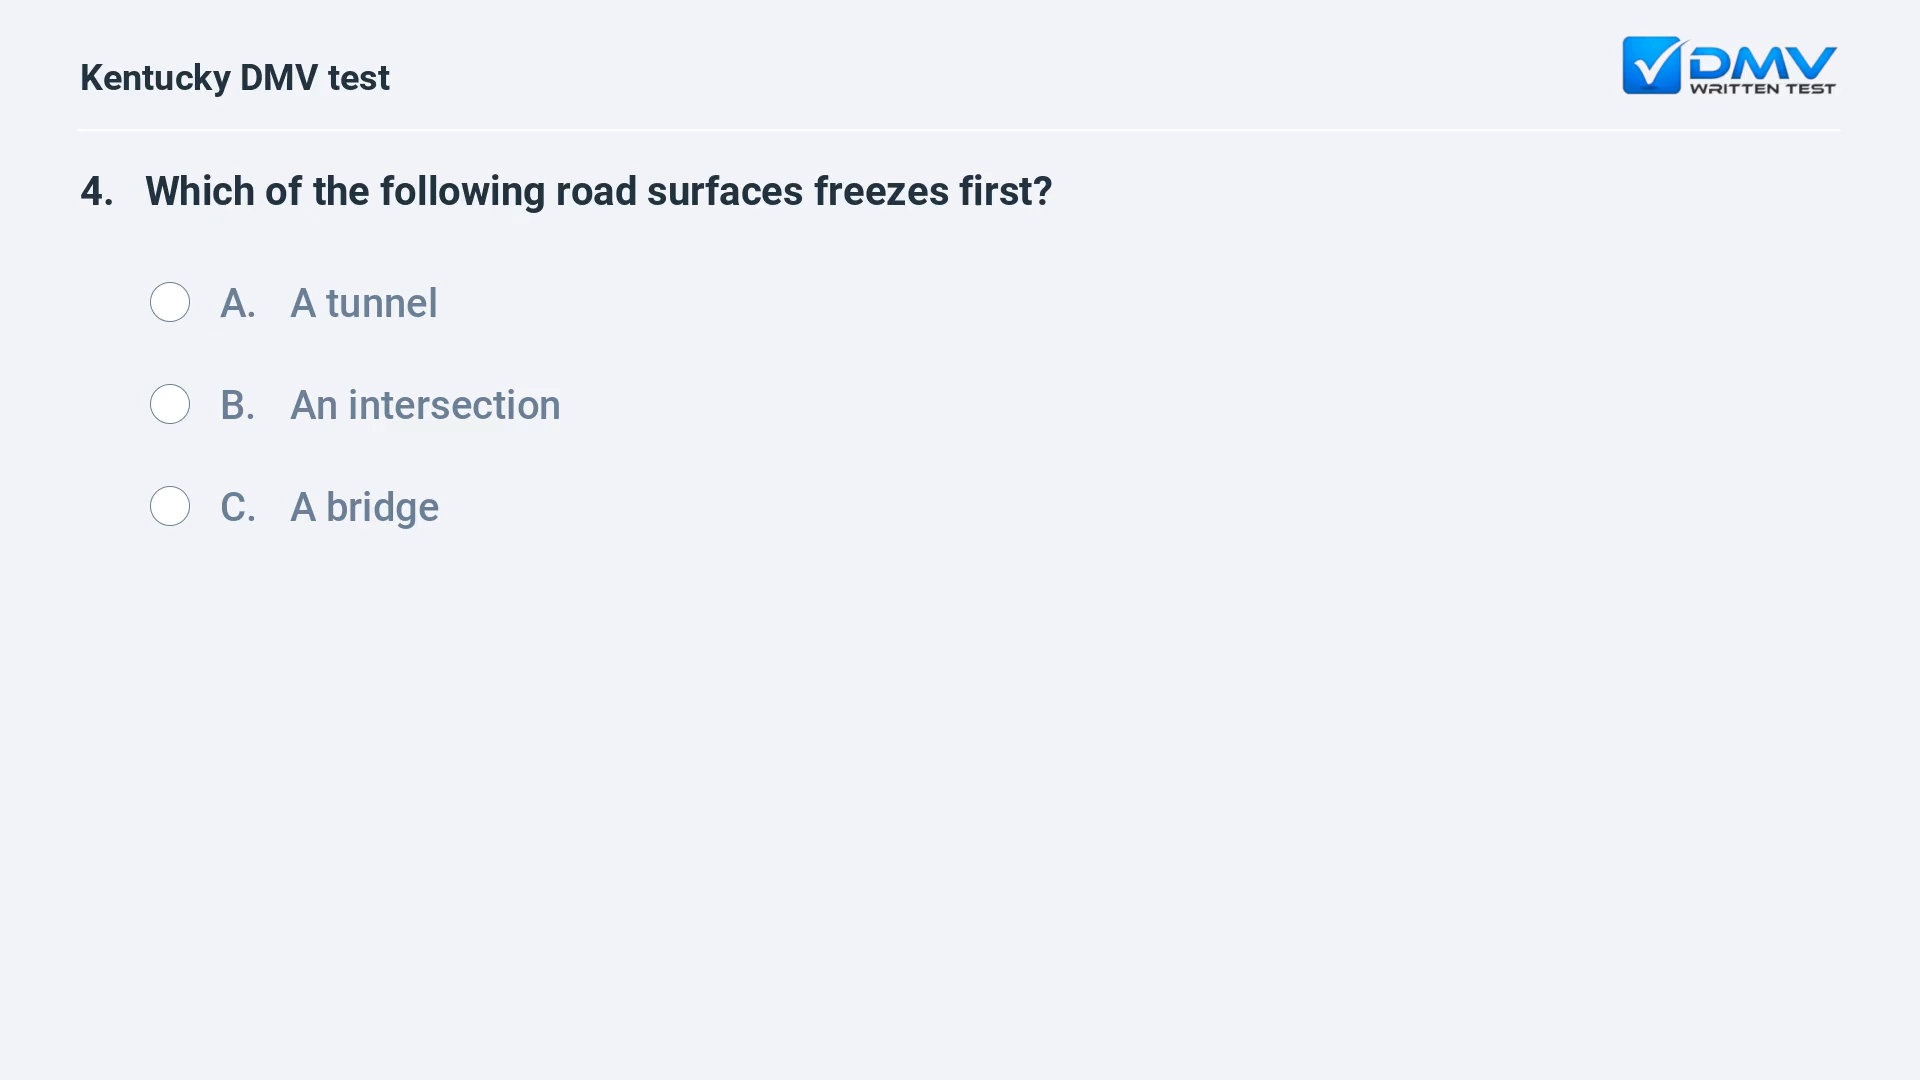 Kentucky DMV test
DMV
WRITTEN TEST
4. Which of the following road surfaces freezes first?
A. A tunnel
B. An intersection
C. A bridge